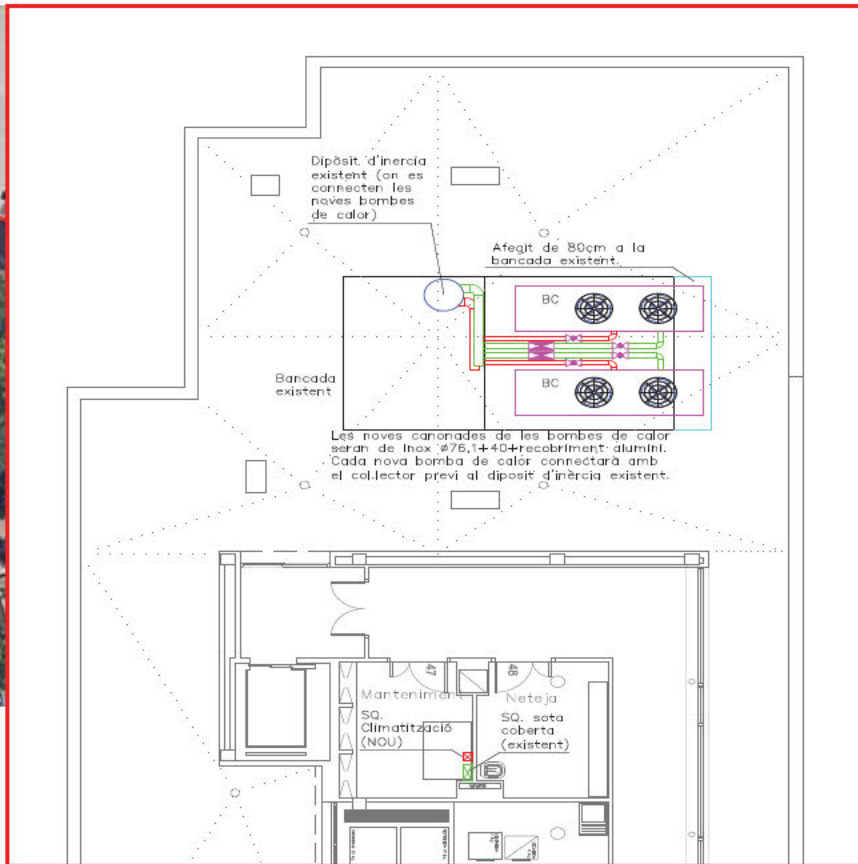 Dipòsit d'inercia
existent (on es
connecten les
noves bombes
de calor)
Afegit de 80cm a la
bancada existent.
BC
BC
Bancada
existent
Les noves canonades de les bombes de calor
seran de Inox ø76,1+40+recobriment alumini.
Cada nova bomba de calor connectarà amb
el col.lector previ al diposit d'inèrcia existent.
47
48
Manteniment
Neteja
SQ.
Climatització
(NOU)
SQ. sota
coberta
(existent)